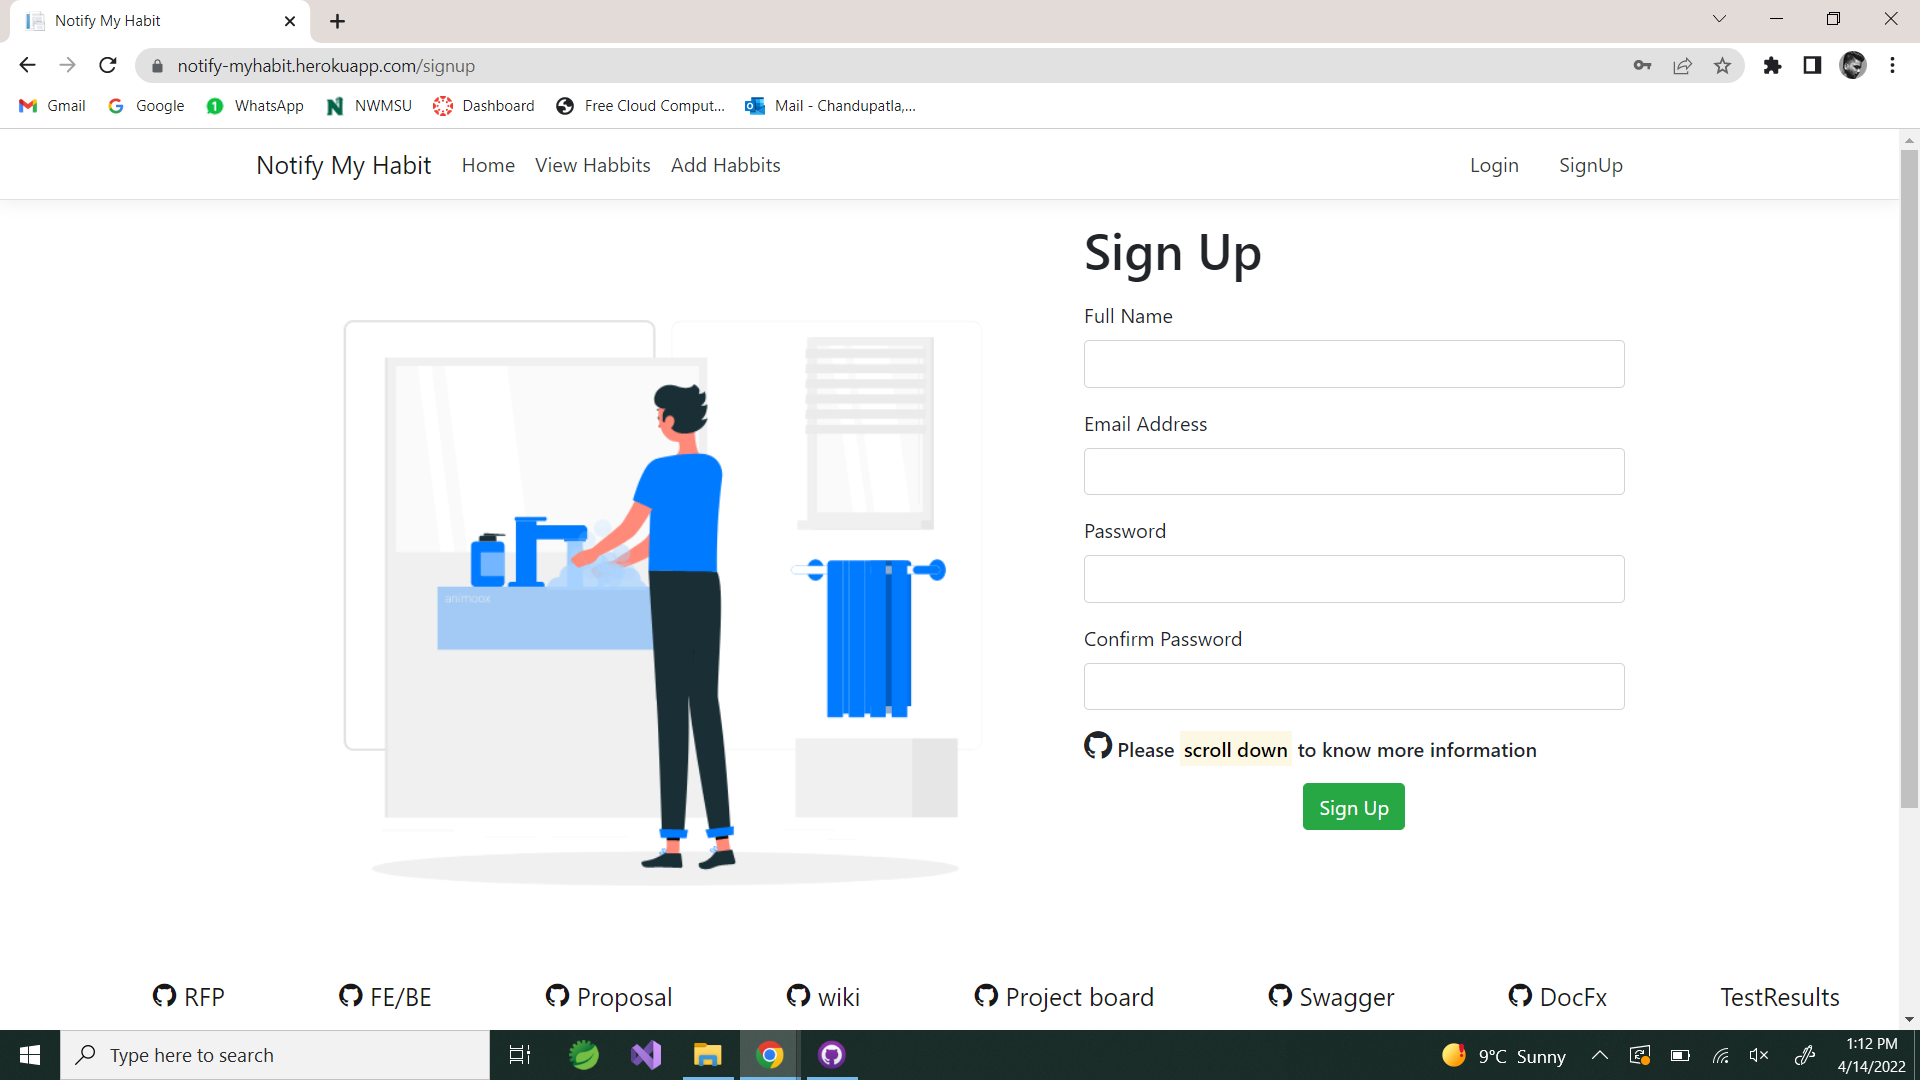 Notify My Habit
notify-myhabit.herokuapp.com/signup
Gmail Google WhatsApp NWMSU Dashboard Free Cloud Comput... Mail - Chandupatla,...
Notify My Habit Home View Habbits Add Habbits Login SignUp
Sign Up
Full Name
Email Address
Password
animoox
Confirm Password
Please scroll down to know more information
Sign Up
RFP FE/BE Proposal wiki Project board Swagger DocFx TestResults
Type here to search
9°C Sunny
1:12 PM
4/14/2022